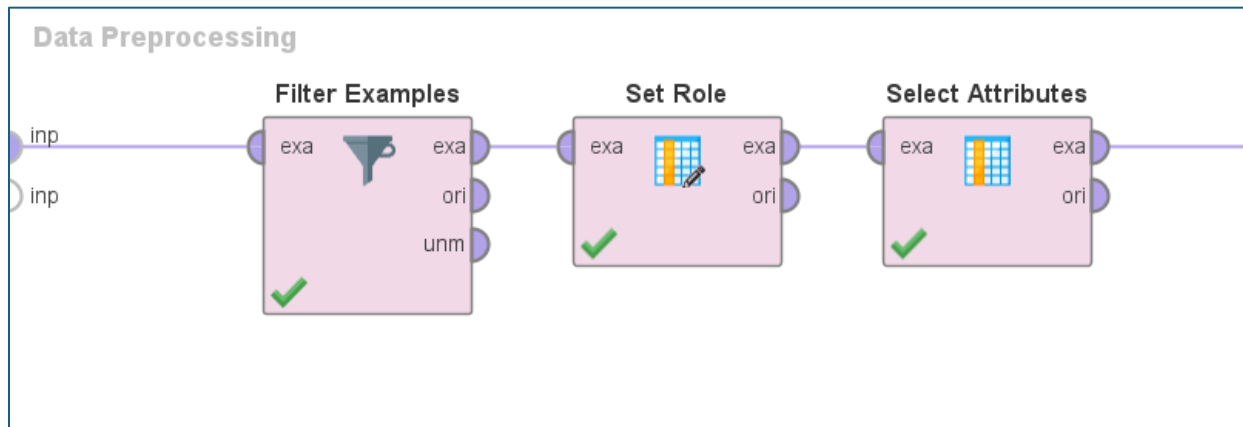 Data Preprocessing
Filter Examples
Set Role
Select Attributes
inp
exa
exa
exa
exa
exa
exa
inp
ori
ori
ori
unm